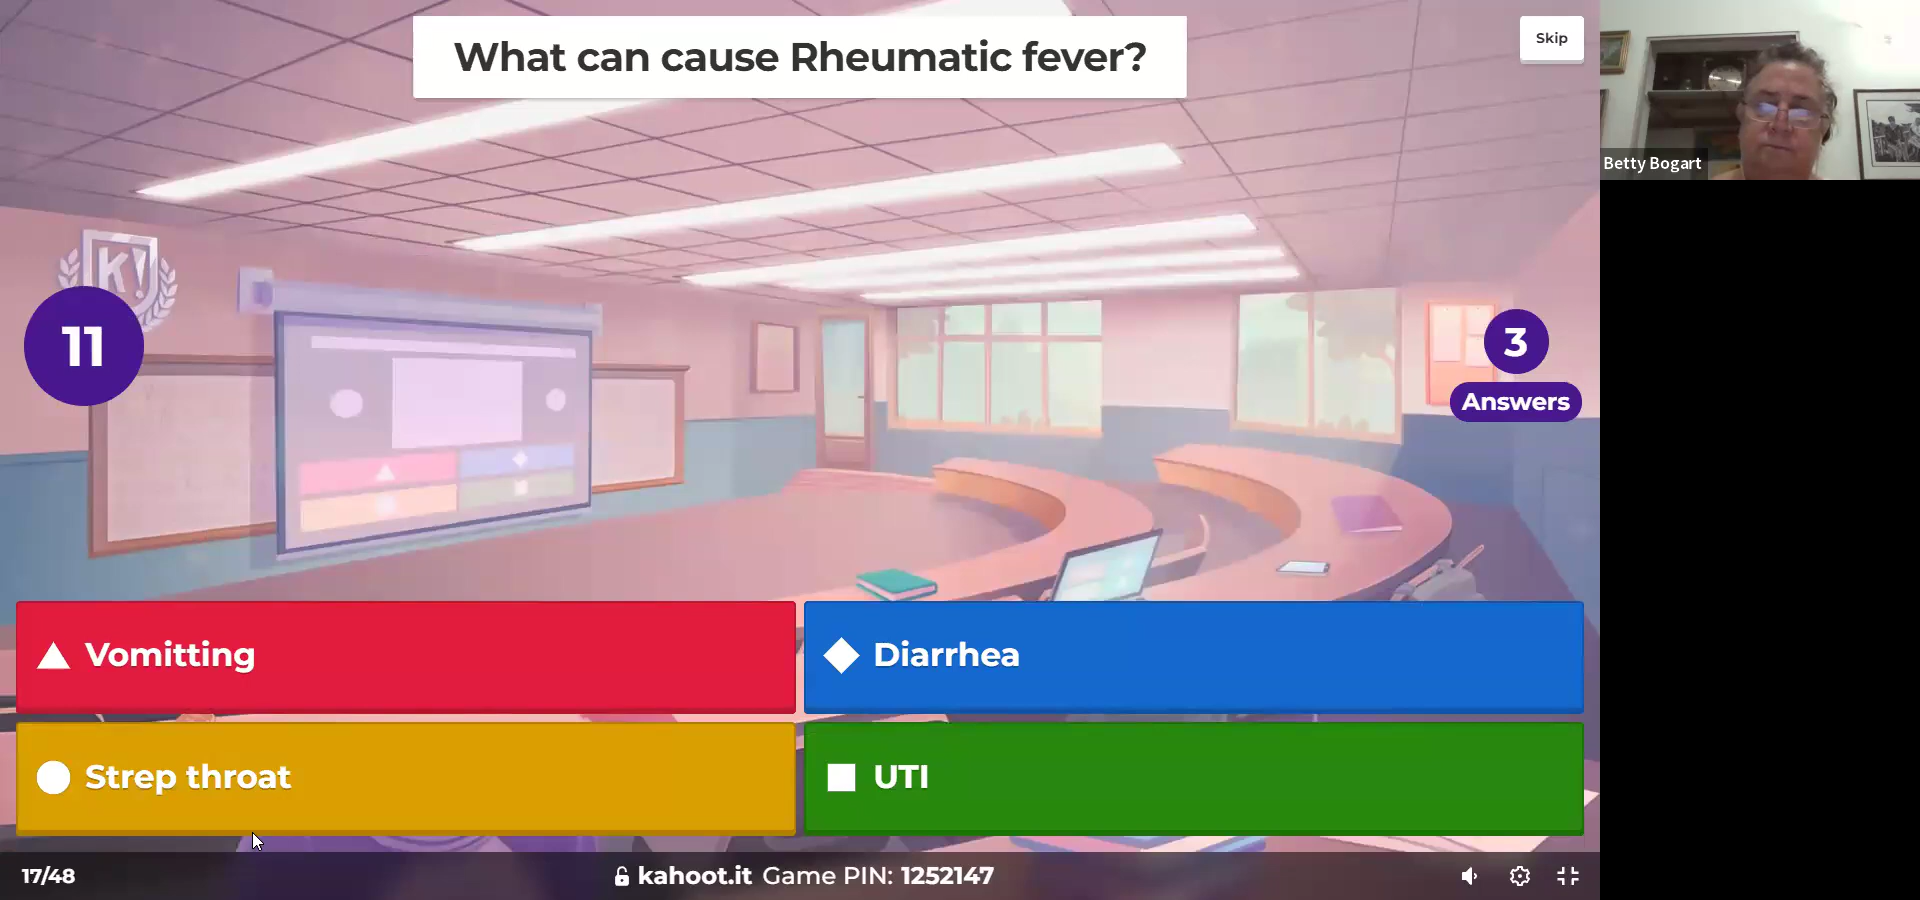 What can cause Rheumatic fever?
Skip
Betty Bogart
K!
11
3
Answers
Vomitting
Diarrhea
Strep throat
UTI
17/48
kahoot.it Game PIN: 1252147